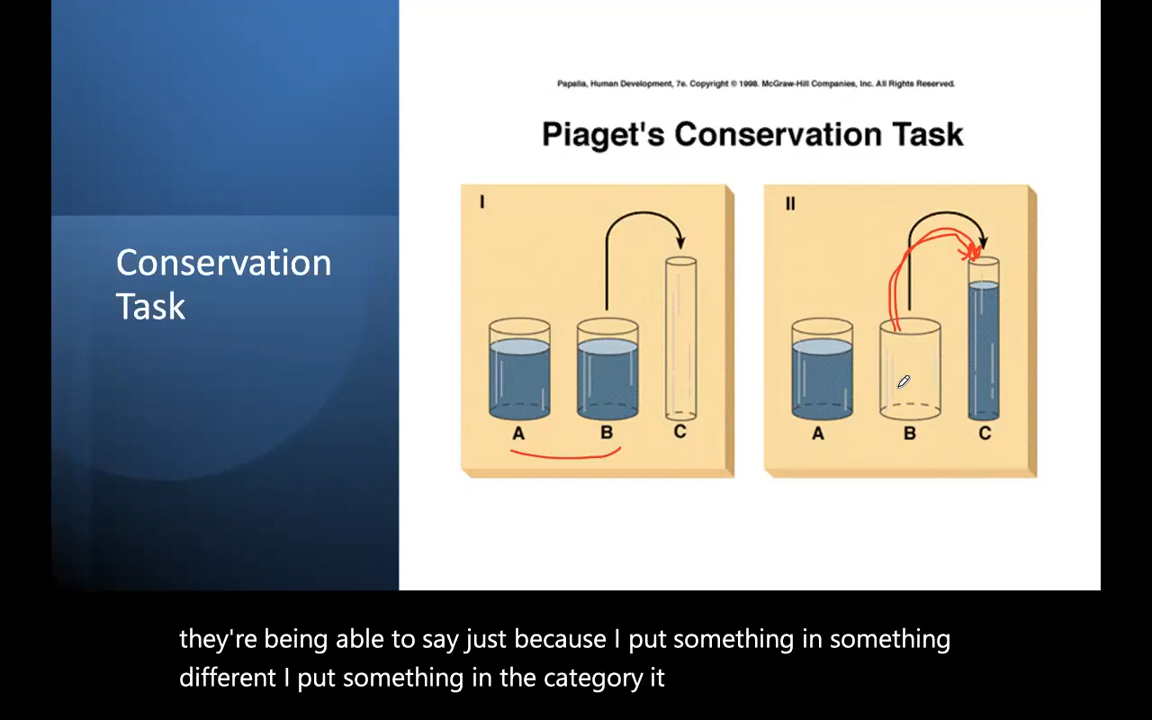 Papalia, Human Development, 7e. Copyright © 1998. McGraw-Hill Companies, Inc. All Rights Reserved.
Piaget's Conservation Task
Conservation
Task
I
A B C
II
A B C
they're being able to say just because I put something in something
different I put something in the category it